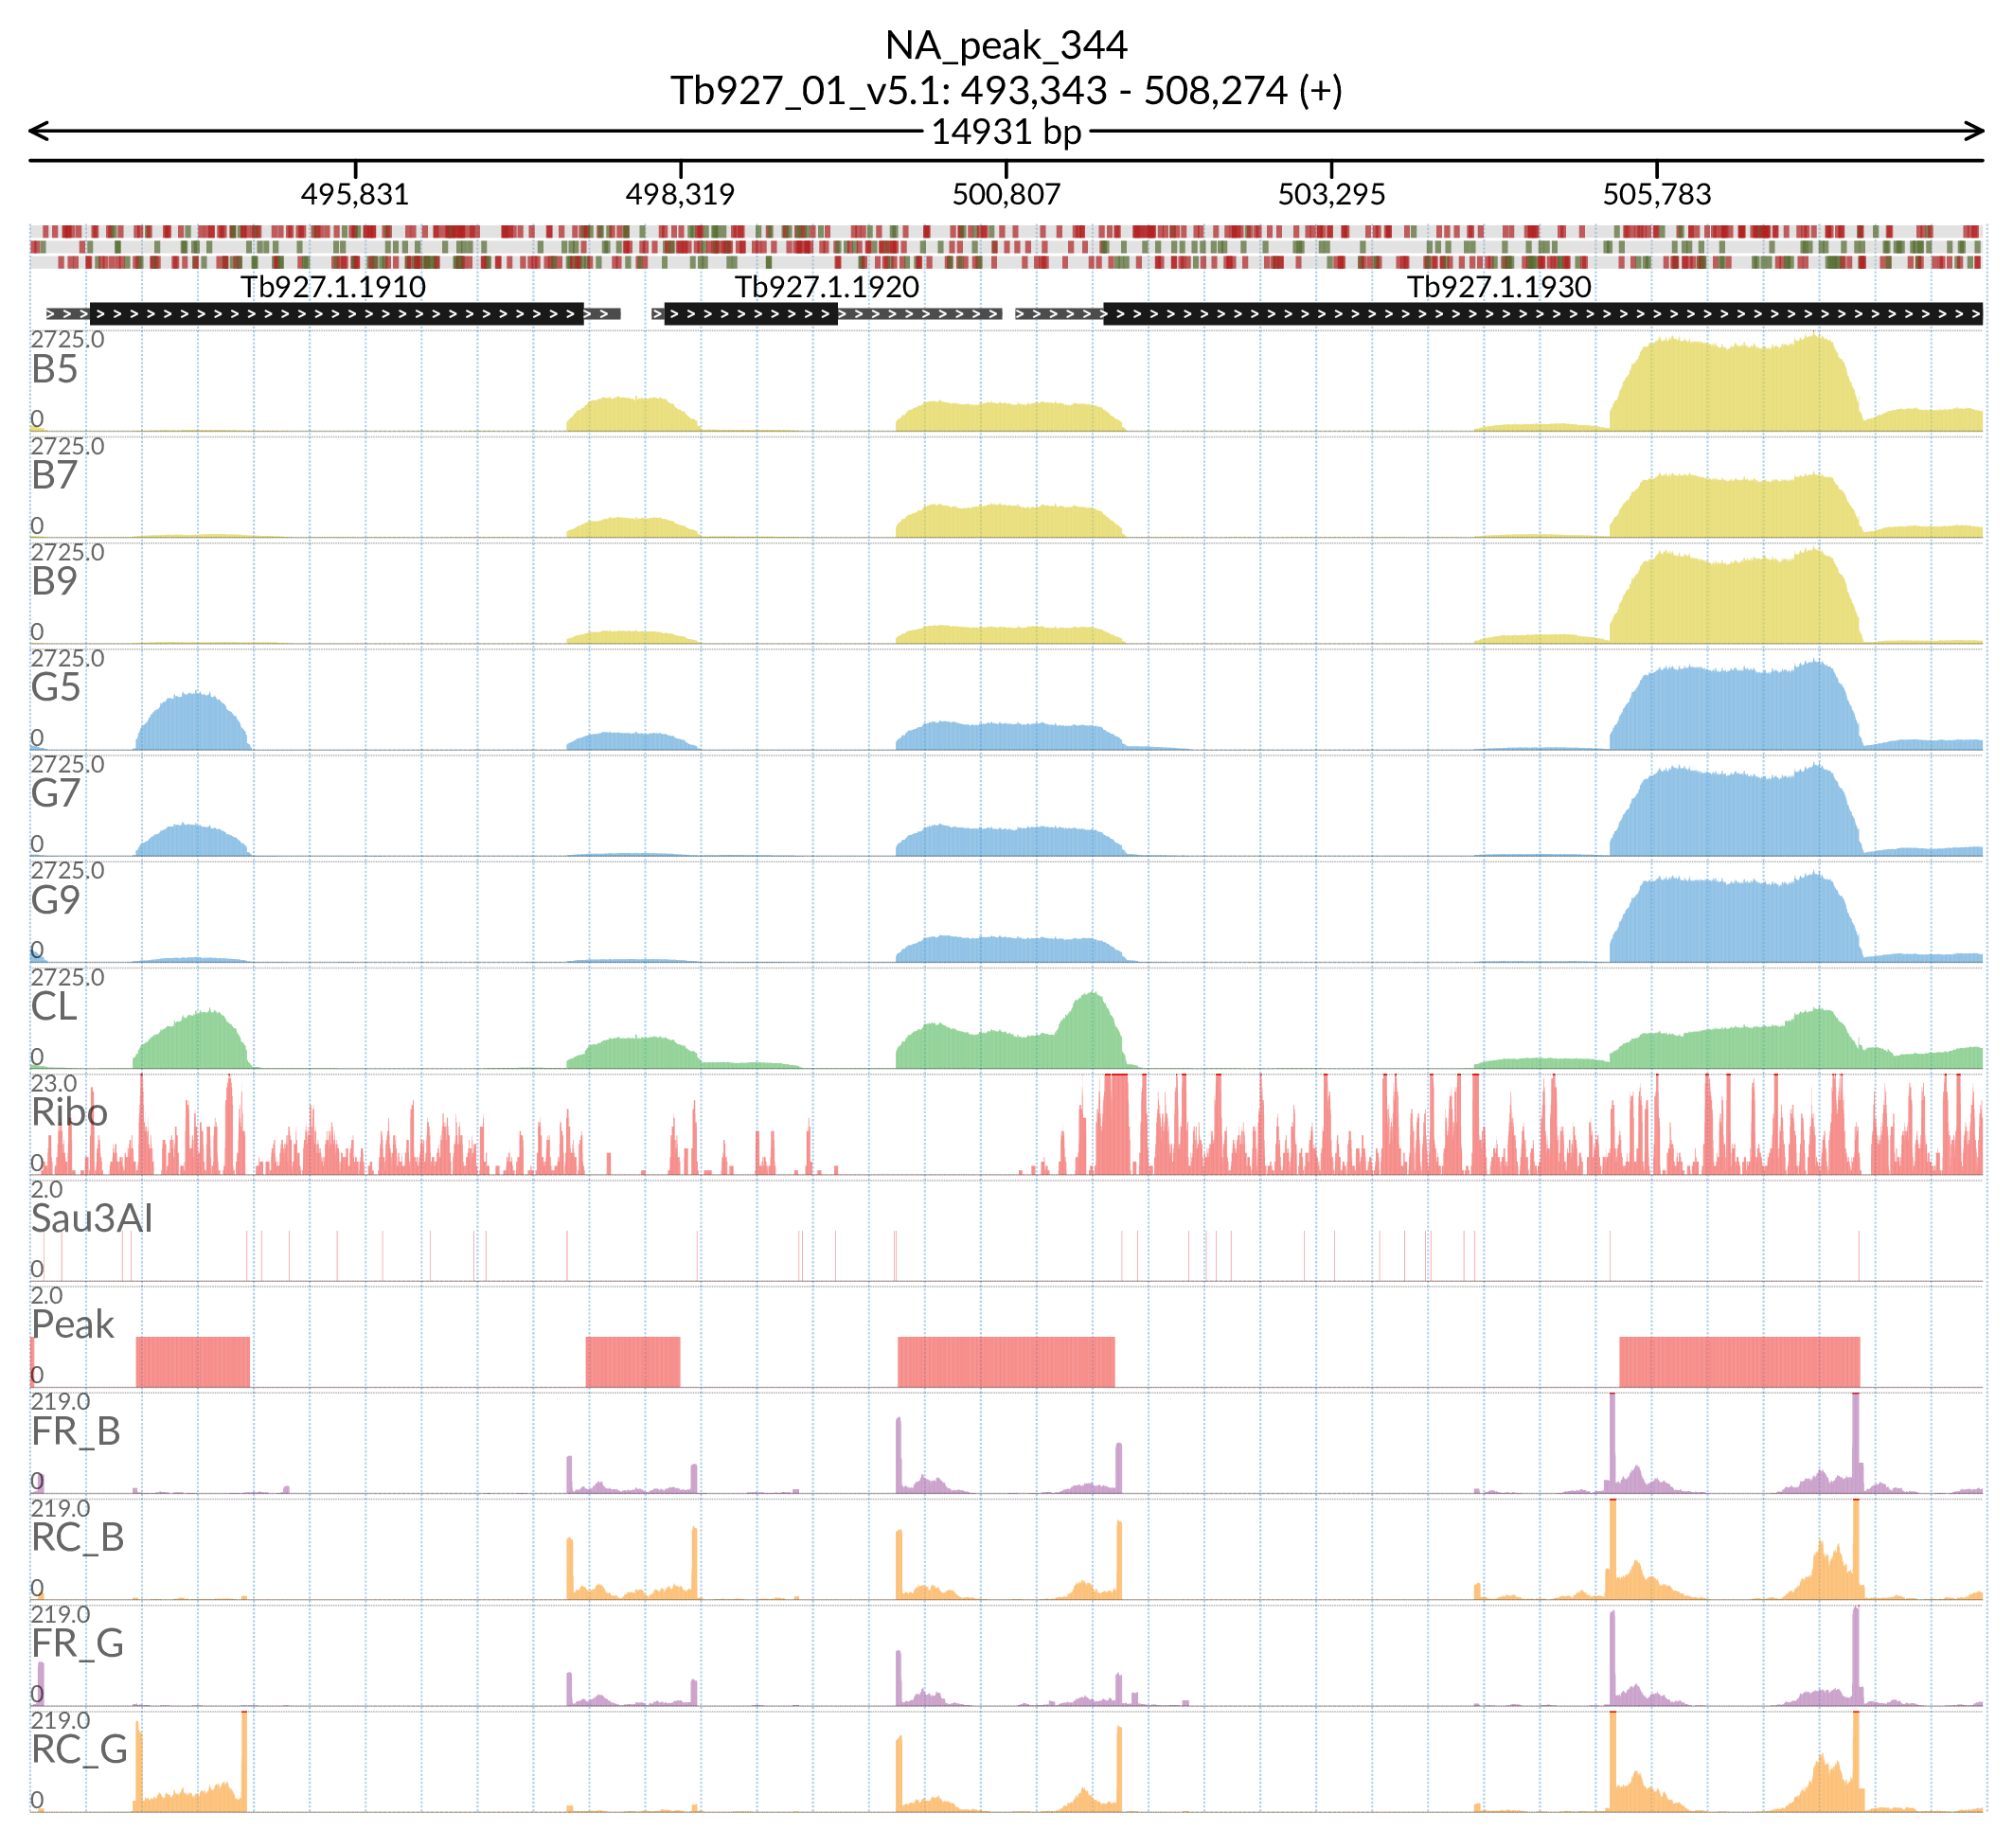 NA_peak_344
Tb927_01_v5.1: 493,343 - 508,274 (+)
14931 bp
495,831 498,319 500,807 503,295 505,783
Tb927.1.1910 Tb927.1.1920 Tb927.1.1930
2725.0
B5
0
2725.0
B7
0
2725.0
B9
0
2725.0
G5
0
2725.0
G7
0
2725.0
G9
0
2725.0
CL
0
23.0
Ribo
0
2.0
Sau3AI
0
2.0
Peak
0
219.0
FR_B
0
219.0
RC_B
0
219.0
FR_G
0
219.0
RC_G
0